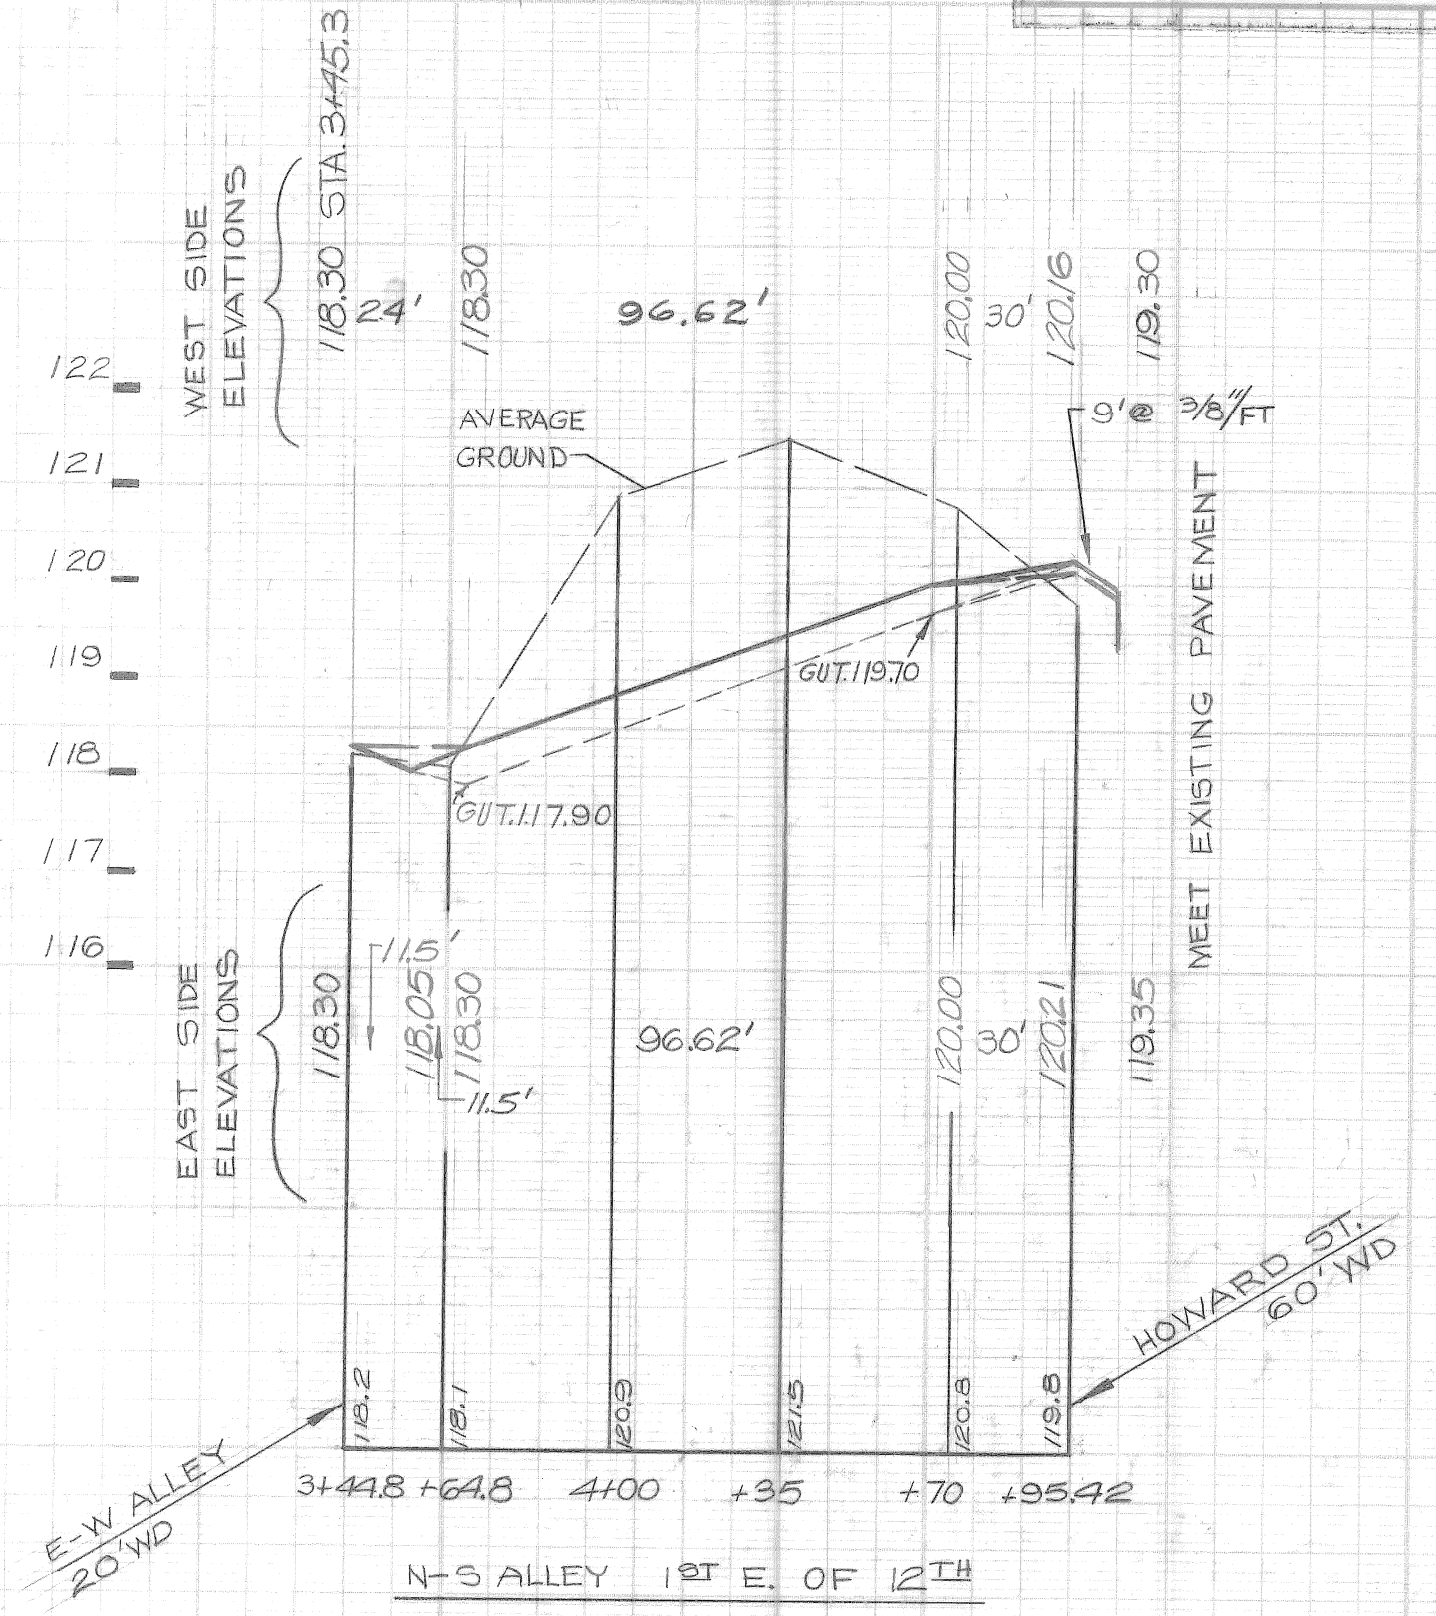 WEST SIDE
ELEVATIONS
118.30 STA. 3+45.3
24'
118.30
96.62'
120.00
30'
120.16
119.30
122
121
120
119
118
117
116
AVERAGE
GROUND
9' @ 3/8"/FT
MEET EXISTING PAVEMENT
GUT. 119.70
GUT. 117.90
EAST SIDE
ELEVATIONS
118.30
11.5'
118.05
118.30
11.5'
96.62'
120.00
30'
120.21
119.35
HOWARD ST.
60' WD
118.2
118.1
120.9
121.5
120.8
119.8
E-W ALLEY
20' WD
3+44.8 +64.8 4+00 +35 +70 +95.42
N-S ALLEY 1ST E. OF 12TH